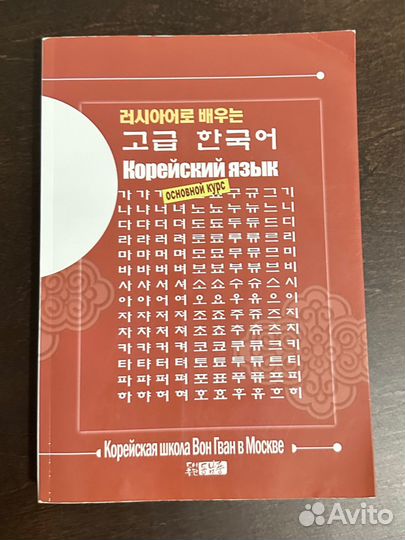 러시아어로 배우는
고급 한국어
Корейский язык
основной курс
가 갸 구 규 그 기
나 냐 너 녀 노 뇨 누 뉴 느 니
다 댜 더 뎌 도 됴 두 듀 드 디
라 랴 러 려 로 료 루 류 르 리
마 먀 머 며 모 묘 무 뮤 므 미
바 뱌 버 벼 보 뵤 부 뷰 브 비
사 샤 서 셔 소 쇼 수 슈 스 시
아 야 어 여 오 요 우 유 으 이
자 쟈 저 져 조 죠 주 쥬 즈 지
차 챠 처 쳐 초 쵸 추 츄 츠 치
카 캬 커 켜 코 쿄 쿠 큐 크 키
타 탸 터 텨 토 툐 투 튜 트 티
파 퍄 퍼 펴 포 표 푸 퓨 프 피
하 햐 허 혀 호 효 후 휴 흐 히
Корейская школа Вон Гван в Москве
Avito